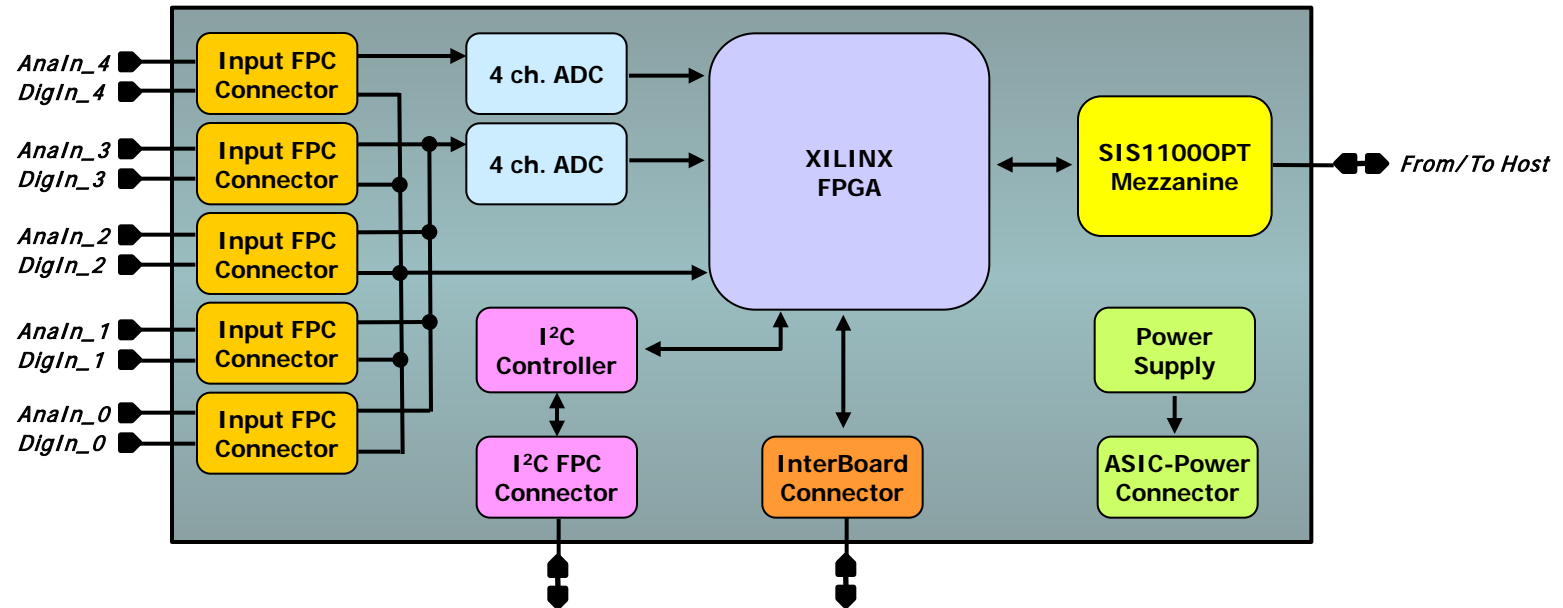 AnaIn_4
DigIn_4
Input FPC
Connector
4 ch. ADC
AnaIn_3
DigIn_3
Input FPC
Connector
4 ch. ADC
XILINX
FPGA
SIS1100OPT
Mezzanine
From/To Host
AnaIn_2
DigIn_2
Input FPC
Connector
AnaIn_1
DigIn_1
Input FPC
Connector
I²C
Controller
Power
Supply
AnaIn_0
DigIn_0
Input FPC
Connector
I²C FPC
Connector
InterBoard
Connector
ASIC-Power
Connector